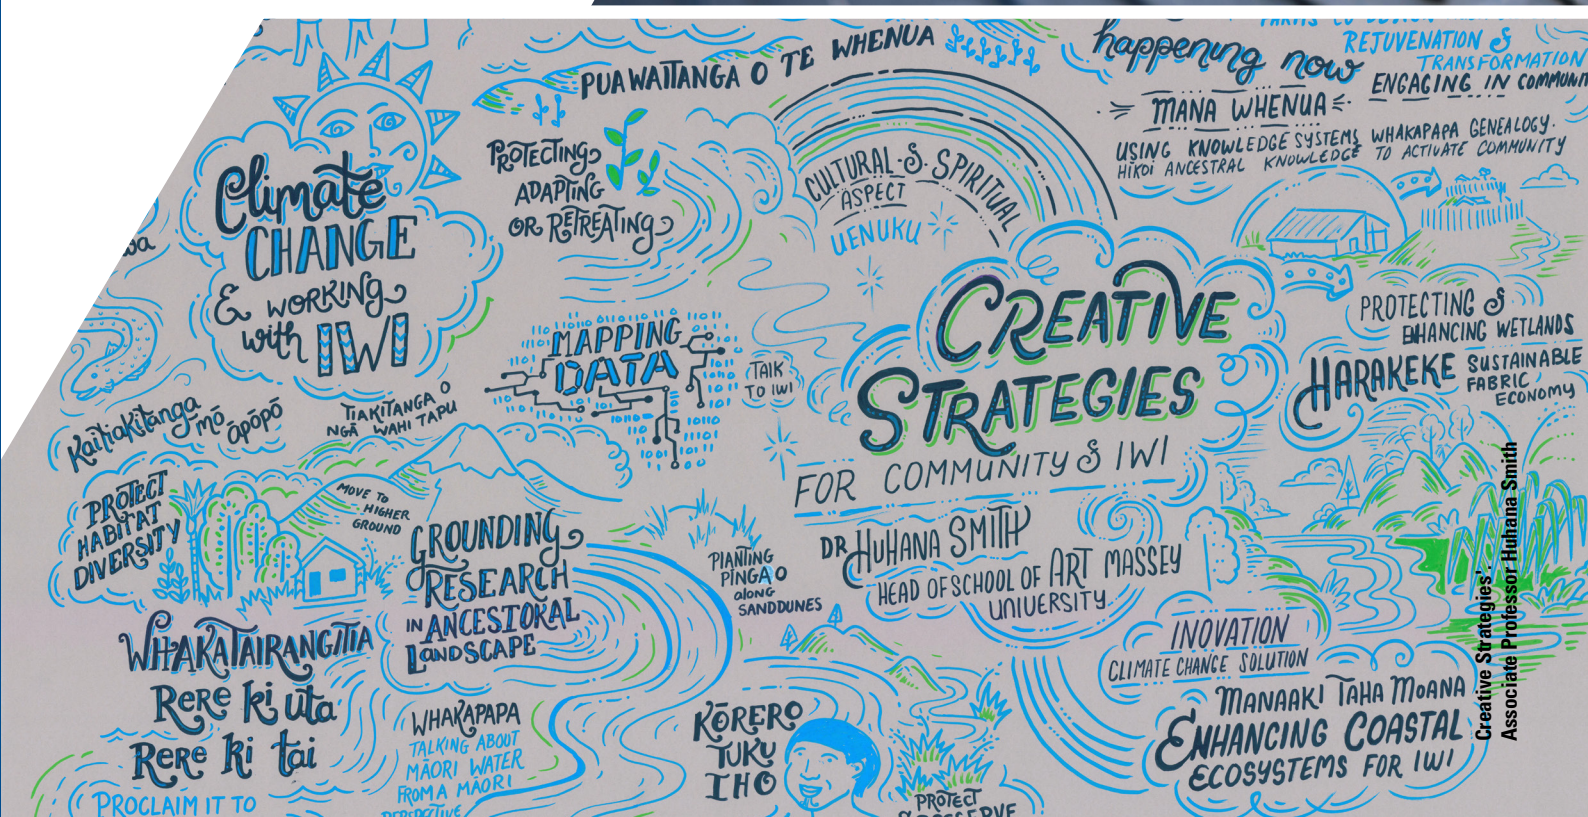 Climate
CHANGE
& WORKING
with IWI
PUAWAITANGA O TE WHENUA
PROTECTING
ADAPTING
OR RETREATING
CULTURAL & SPIRITUAL
ASPECT
UENUKU
happening now
REJUVENATION &
TRANSFORMATION
ENGAGING IN
MANA WHENUA
USING KNOWLEDGE SYSTEMS WHAKAPAPA GENEALOGY.
HIKOI ANCESTRAL KNOWLEDGE TO ACTIVATE COMMUNITY
MAPPING
DATA
TALK
TO IWI
CREATIVE
STRATEGIES
FOR COMMUNITY & IWI
DR HUHANA SMITH
HEAD OF SCHOOL OF ART MASSEY
UNIVERSITY
PROTECTING &
ENHANCING WETLANDS
HARAKEKE SUSTAINABLE
FABRIC
ECONOMY
Kaitiakitanga
mō āpōpō
TIAKITANGA O
NGĀ WAHI TAPU
PROTECT
HABITAT
DIVERSITY
MOVE TO
HIGHER
GROUND
GROUNDING
RESEARCH
IN ANCESTORAL
LANDSCAPE
PLANTING
PINGAO
along
SANDDUNES
WHAKATAIRANGITIA
Rere ki uta
Rere ki tai
PROCLAIM IT TO
WHAKAPAPA
TALKING ABOUT
MĀORI WATER
FROM A MĀORI
PERSPECTIVE
KŌRERO
TUKU
IHO
PROTECT
INOVATION
CLIMATE CHANGE SOLUTION
MANAAKI TAHA MOANA
ENHANCING COASTAL
ECOSYSTEMS FOR IWI
Creative Strategies'.
Associate Professor Huhana Smith